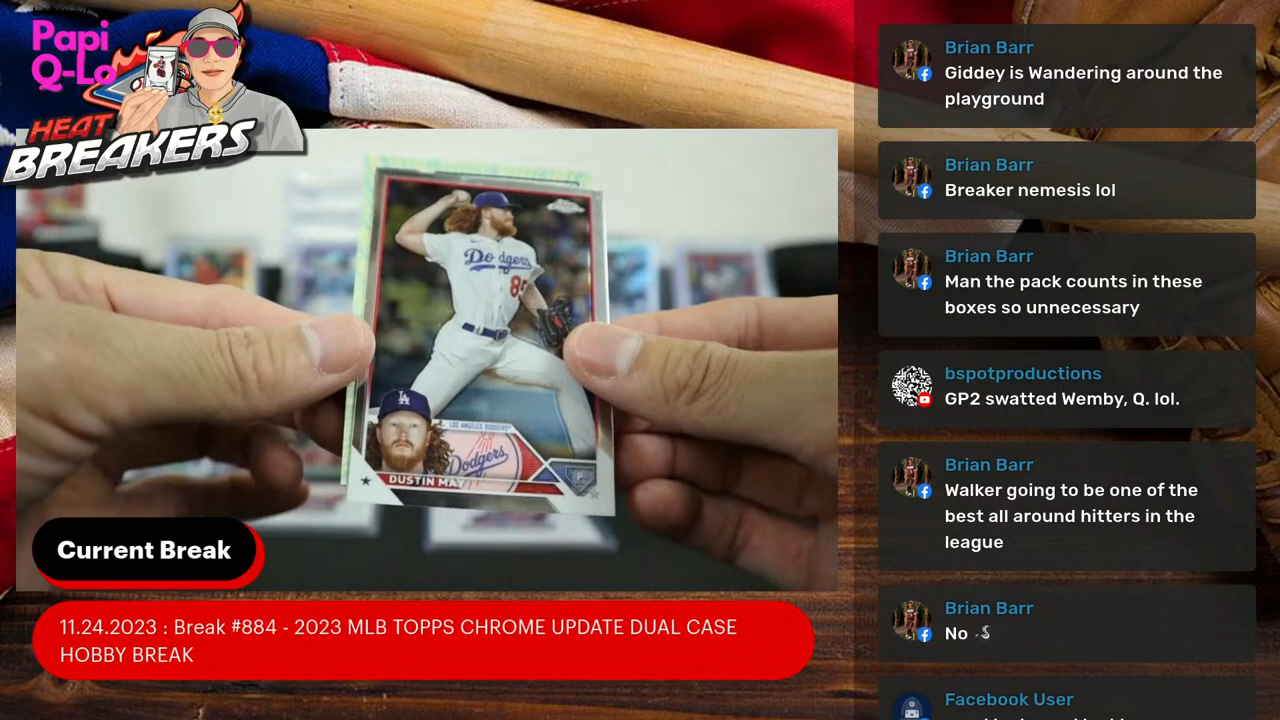 Papi
Q-Lo
HEAT
BREAKERS
Dodgers
85
LA
LOS ANGELES DODGERS
Dodgers
DUSTIN MAY
P
Current Break
11.24.2023 : Break #884 - 2023 MLB TOPPS CHROME UPDATE DUAL CASE
HOBBY BREAK
Brian Barr
Giddey is Wandering around the
playground
Brian Barr
Breaker nemesis lol
Brian Barr
Man the pack counts in these
boxes so unnecessary
bspotproductions
GP2 swatted Wemby, Q. lol.
Brian Barr
Walker going to be one of the
best all around hitters in the
league
Brian Barr
No
Facebook User